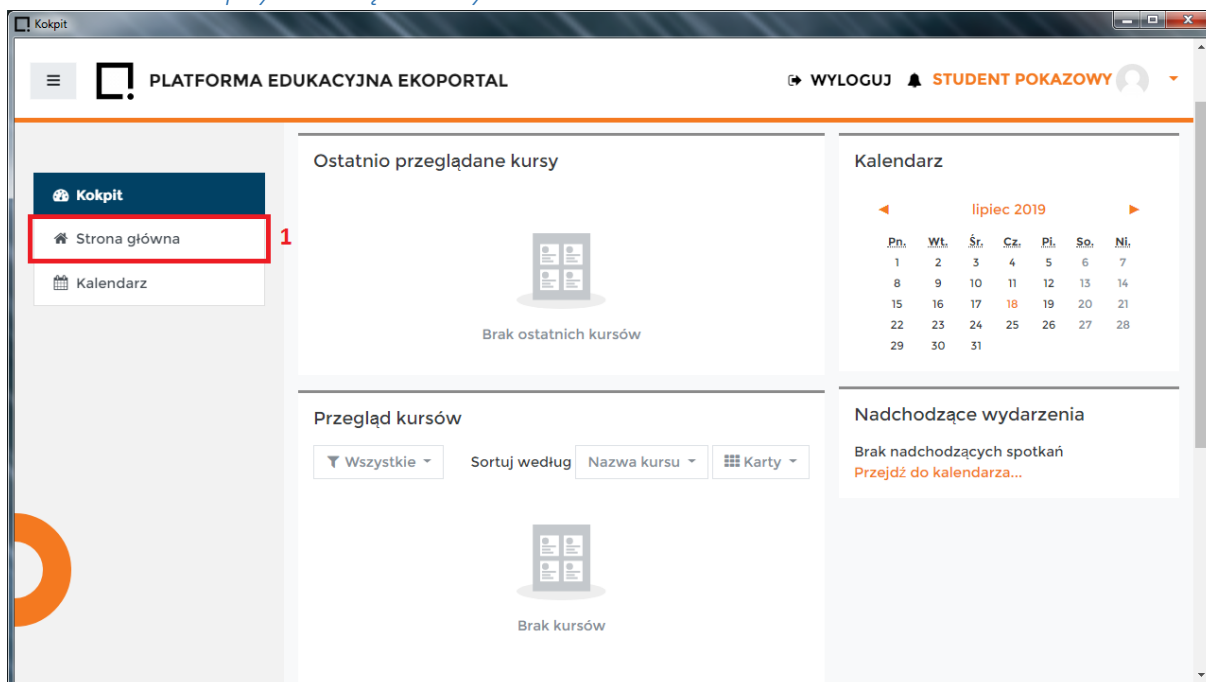 Kokpit
PLATFORMA EDUKACYJNA EKOPORTAL
WYLOGUJ STUDENT POKAZOWY
Kokpit
Strona główna 1
Kalendarz
Ostatnio przeglądane kursy
Brak ostatnich kursów
Przegląd kursów
Wszystkie Sortuj według Nazwa kursu Karty
Brak kursów
Kalendarz
lipiec 2019
Pn. Wt. Śr. Cz. Pi. So. Ni.
1 2 3 4 5 6 7
8 9 10 11 12 13 14
15 16 17 18 19 20 21
22 23 24 25 26 27 28
29 30 31
Nadchodzące wydarzenia
Brak nadchodzących spotkań
Przejdź do kalendarza...